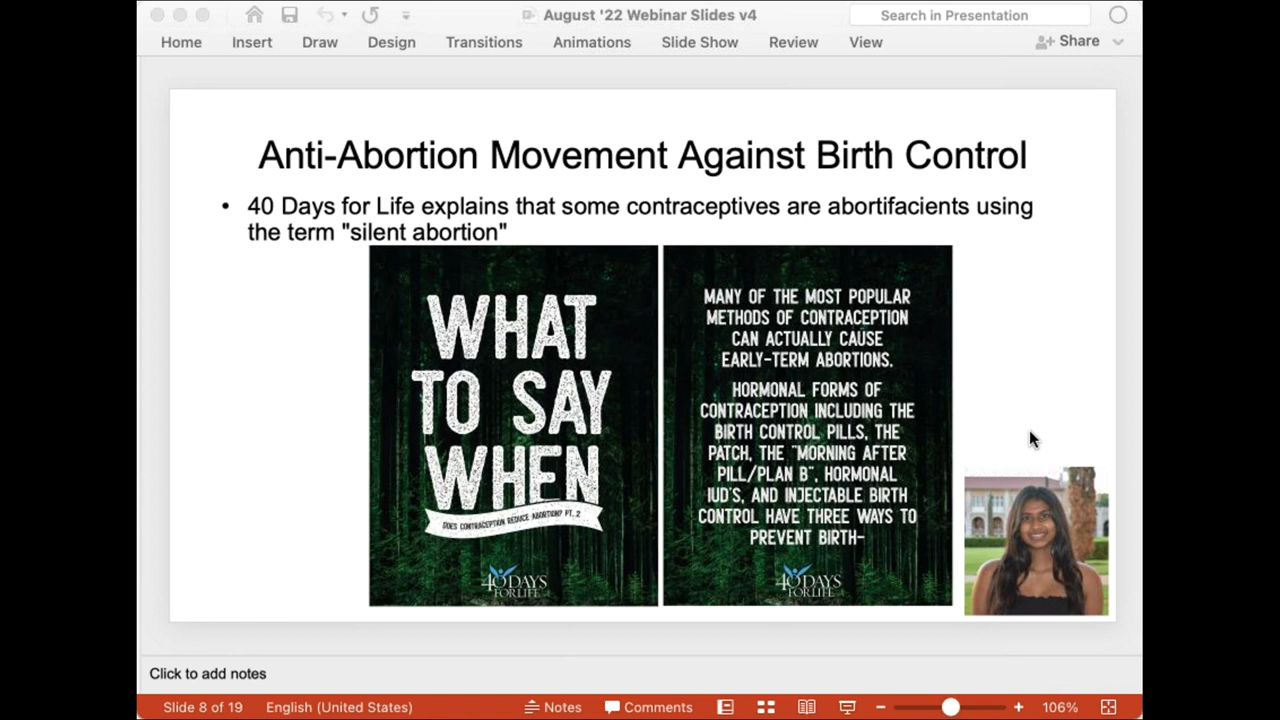 August '22 Webinar Slides v4
Search in Presentation
Home Insert Draw Design Transitions Animations Slide Show Review View Share
Anti-Abortion Movement Against Birth Control
• 40 Days for Life explains that some contraceptives are abortifacients using
the term "silent abortion"
WHAT
TO SAY
WHEN
DOES CONTRACEPTION REDUCE ABORTION? PT. 2
40 DAYS
FOR LIFE
MANY OF THE MOST POPULAR
METHODS OF CONTRACEPTION
CAN ACTUALLY CAUSE
EARLY-TERM ABORTIONS.
HORMONAL FORMS OF
CONTRACEPTION INCLUDING THE
BIRTH CONTROL PILLS, THE
PATCH, THE "MORNING AFTER
PILL/PLAN B", HORMONAL
IUD'S, AND INJECTABLE BIRTH
CONTROL HAVE THREE WAYS TO
PREVENT BIRTH-
40 DAYS
FOR LIFE
Click to add notes
Slide 8 of 19 English (United States) Notes Comments 106%